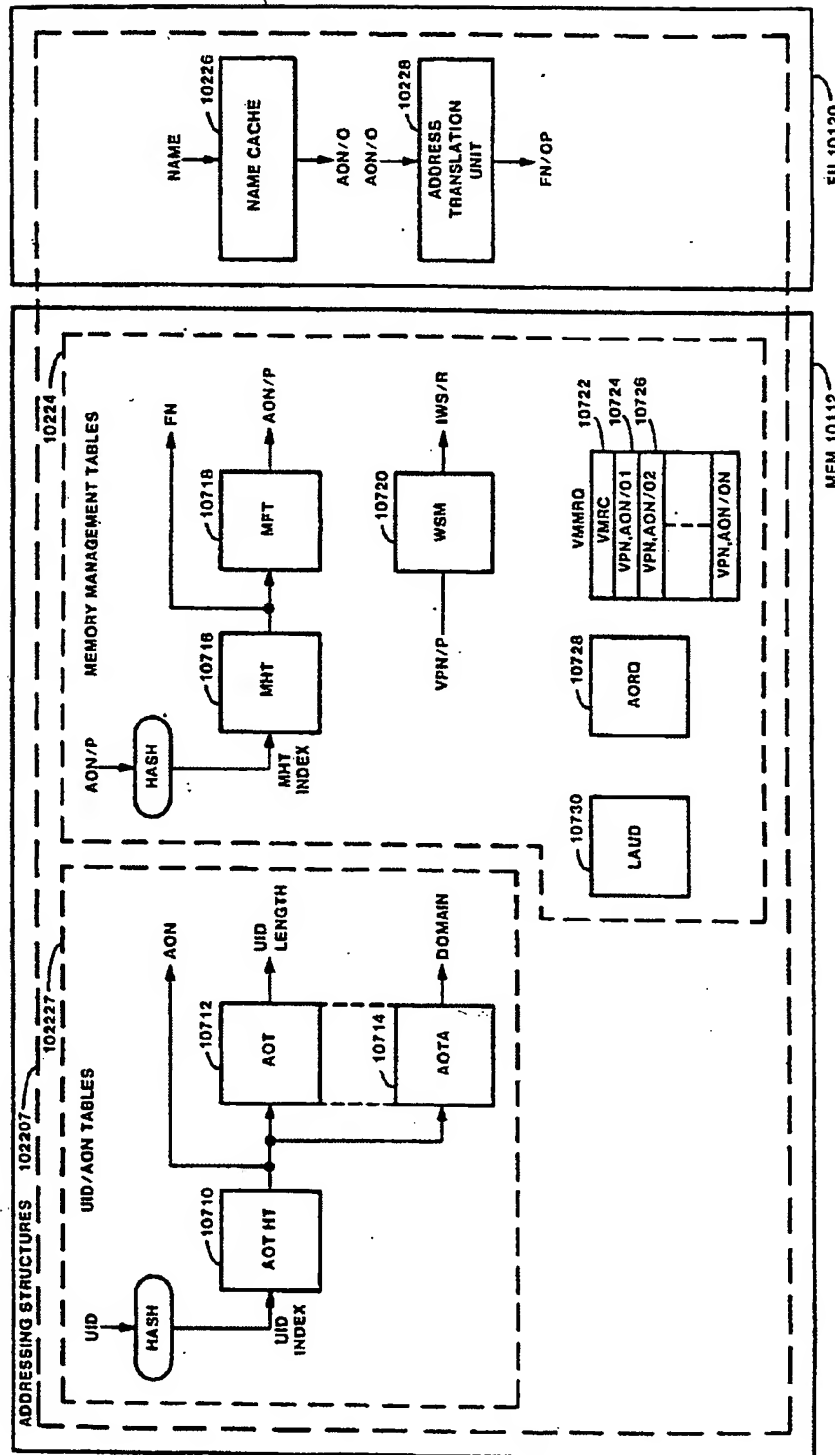 ADDRESSING STRUCTURES 102207
102227
UID/AON TABLES
UID
HASH
UID
INDEX
10710
AOT HT
AON
10712
AOT
UID
LENGTH
10714
AOTA
DOMAIN
10224
MEMORY MANAGEMENT TABLES
AON/P
HASH
MHT
INDEX
10716
MHT
FN
10718
MFT
AON/P
VPN/P
10720
WSM
IWS/R
10730
LAUD
10728
AORQ
VMMRQ
VMRC
10722
VPN,AON/O1
10724
VPN,AON/O2
10726
VPN,AON/ON
MEM 10112
NAME
10226
NAME CACHE
AON/O
AON/O
10228
ADDRESS
TRANSLATION
UNIT
FN/OP
FU 10120